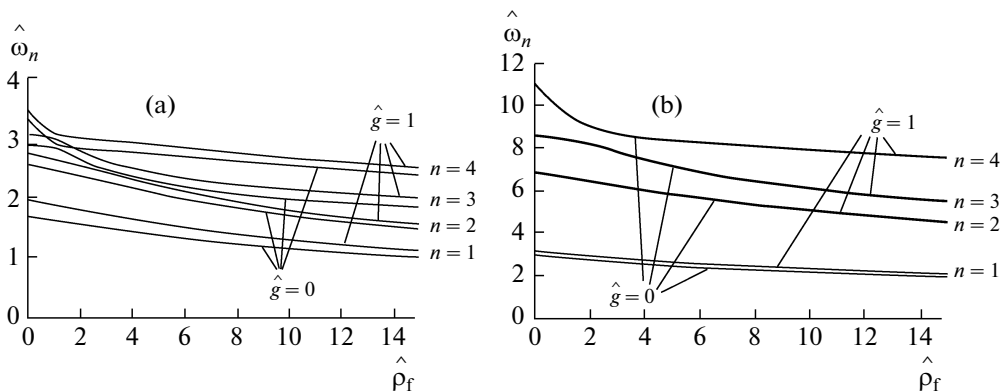 ω̂ₙ
4
3
2
1
0
(a)
ĝ = 1
n = 4
n = 3
n = 2
n = 1
ĝ = 0
0 2 4 6 8 10 12 14
ρ̂_f
ω̂ₙ
12
10
8
6
4
2
0
(b)
ĝ = 1
n = 4
n = 3
n = 2
n = 1
ĝ = 0
0 2 4 6 8 10 12 14
ρ̂_f